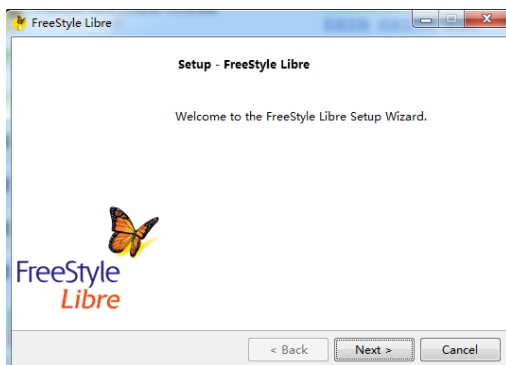 FreeStyle Libre
Setup - FreeStyle Libre
Welcome to the FreeStyle Libre Setup Wizard.
FreeStyle
Libre
< Back
Next >
Cancel